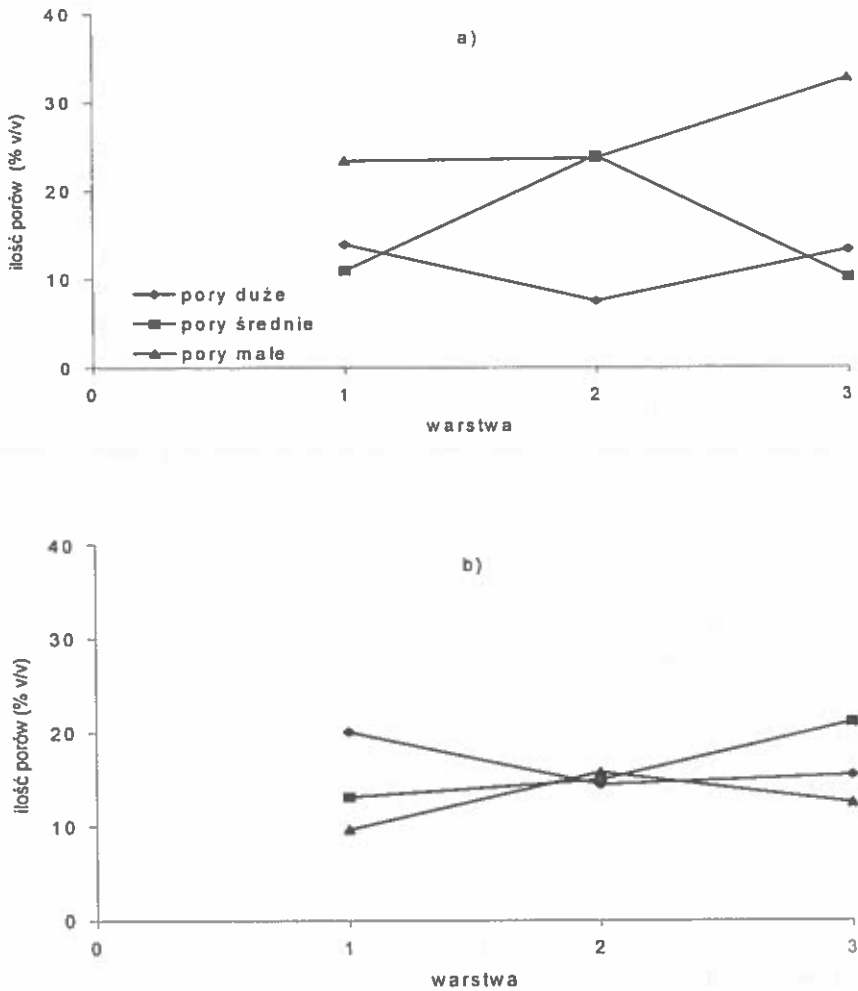 a)
40
30
20
10
0
ilość porów (% v/v)
pory duże
pory średnie
pory małe
0 1 2 3
warstwa
b)
40
30
20
10
0
ilość porów (% v/v)
0 1 2 3
warstwa